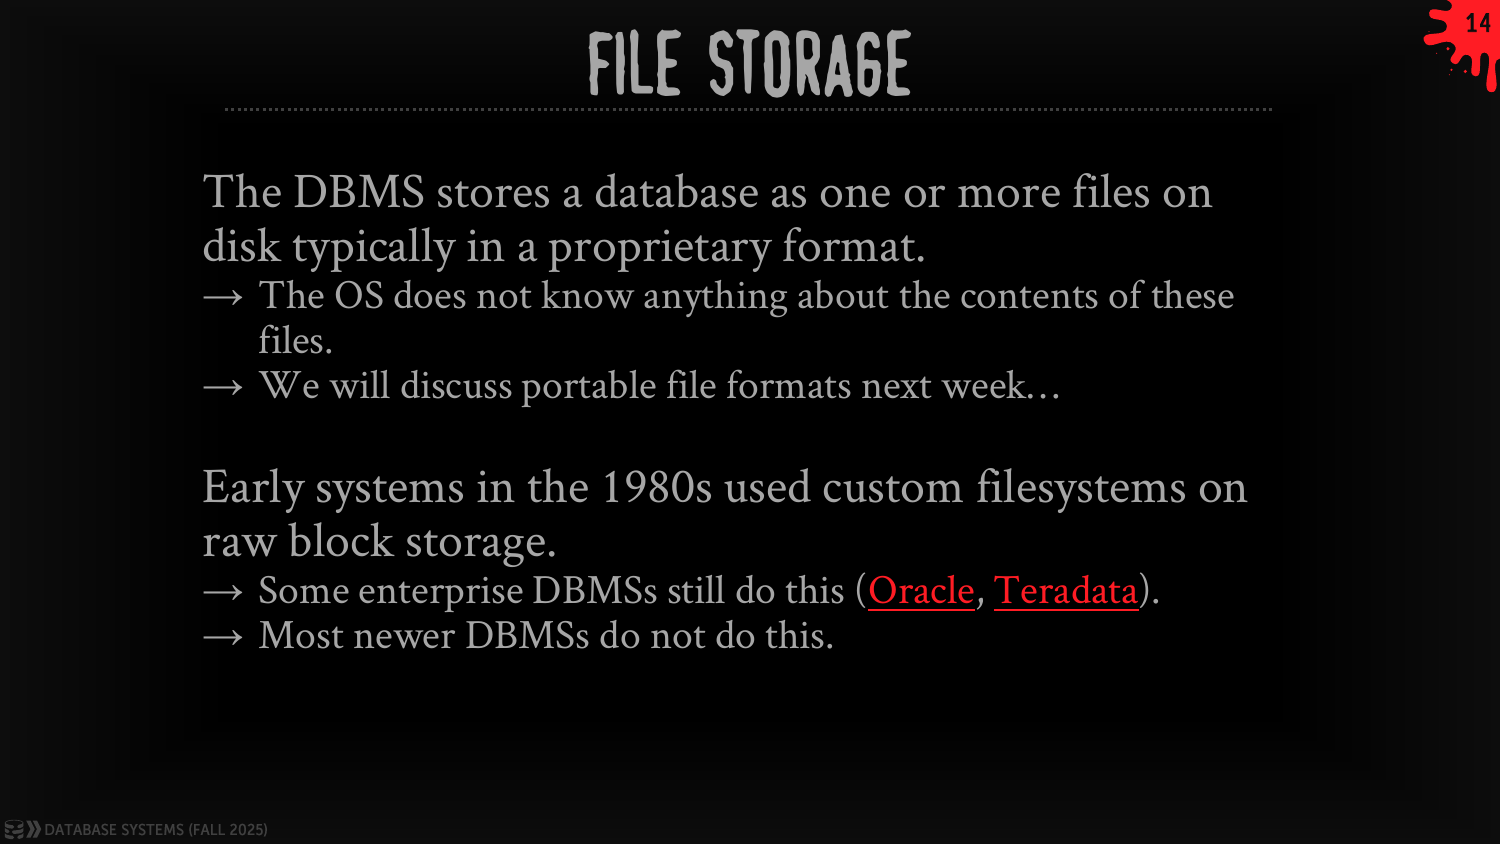 14
FILE STORAGE
The DBMS stores a database as one or more files on
disk typically in a proprietary format.
→ The OS does not know anything about the contents of these
files.
→ We will discuss portable file formats next week…
Early systems in the 1980s used custom filesystems on
raw block storage.
→ Some enterprise DBMSs still do this (Oracle, Teradata).
→ Most newer DBMSs do not do this.
DATABASE SYSTEMS (FALL 2025)